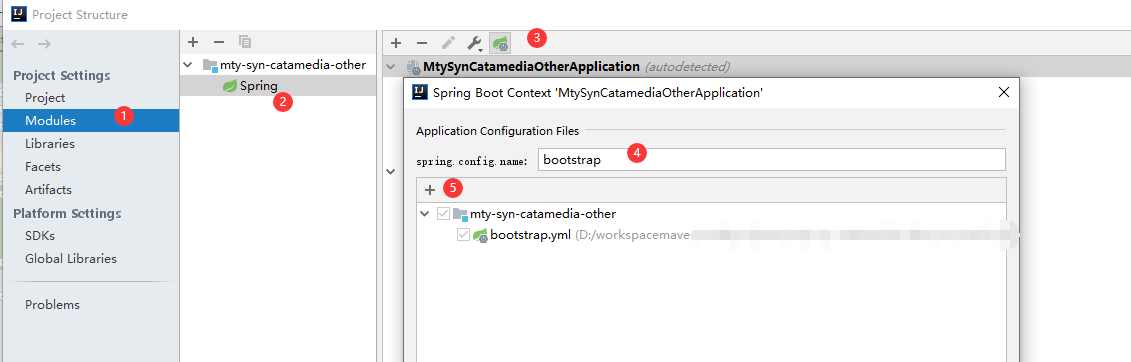 Project Structure
Project Settings
Project
Modules
1
Libraries
Facets
Artifacts
Platform Settings
SDKs
Global Libraries
Problems
mty-syn-catamedia-other
Spring
2
3
MtySynCatamediaOtherApplication (autodetected)
Spring Boot Context 'MtySynCatamediaOtherApplication'
Application Configuration Files
spring.config.name: bootstrap
4
5
mty-syn-catamedia-other
bootstrap.yml (D:/workspacemave